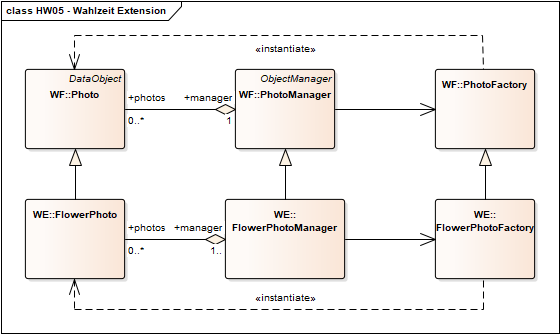 class HW05 - Wahlzeit Extension
«instantiate»
DataObject
WF::Photo
+photos
0..*
+manager
1
ObjectManager
WF::PhotoManager
WF::PhotoFactory
WE::FlowerPhoto
+photos
0..*
+manager
1..
WE::
FlowerPhotoManager
WE::
FlowerPhotoFactory
«instantiate»